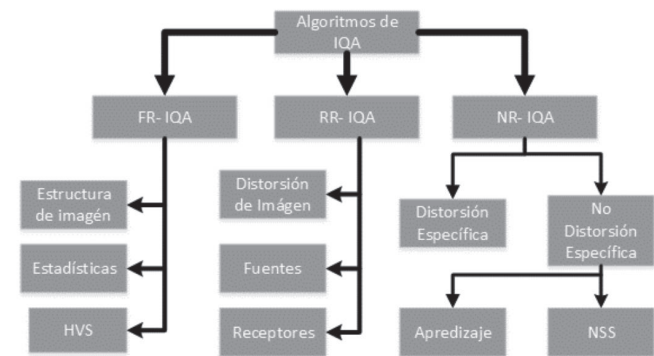 Algoritmos de
IQA
FR- IQA
RR- IQA
NR- IQA
Estructura
de imagén
Estadísticas
HVS
Distorsión
de Imágen
Fuentes
Receptores
Distorsión
Específica
No
Distorsión
Específica
Apredizaje
NSS